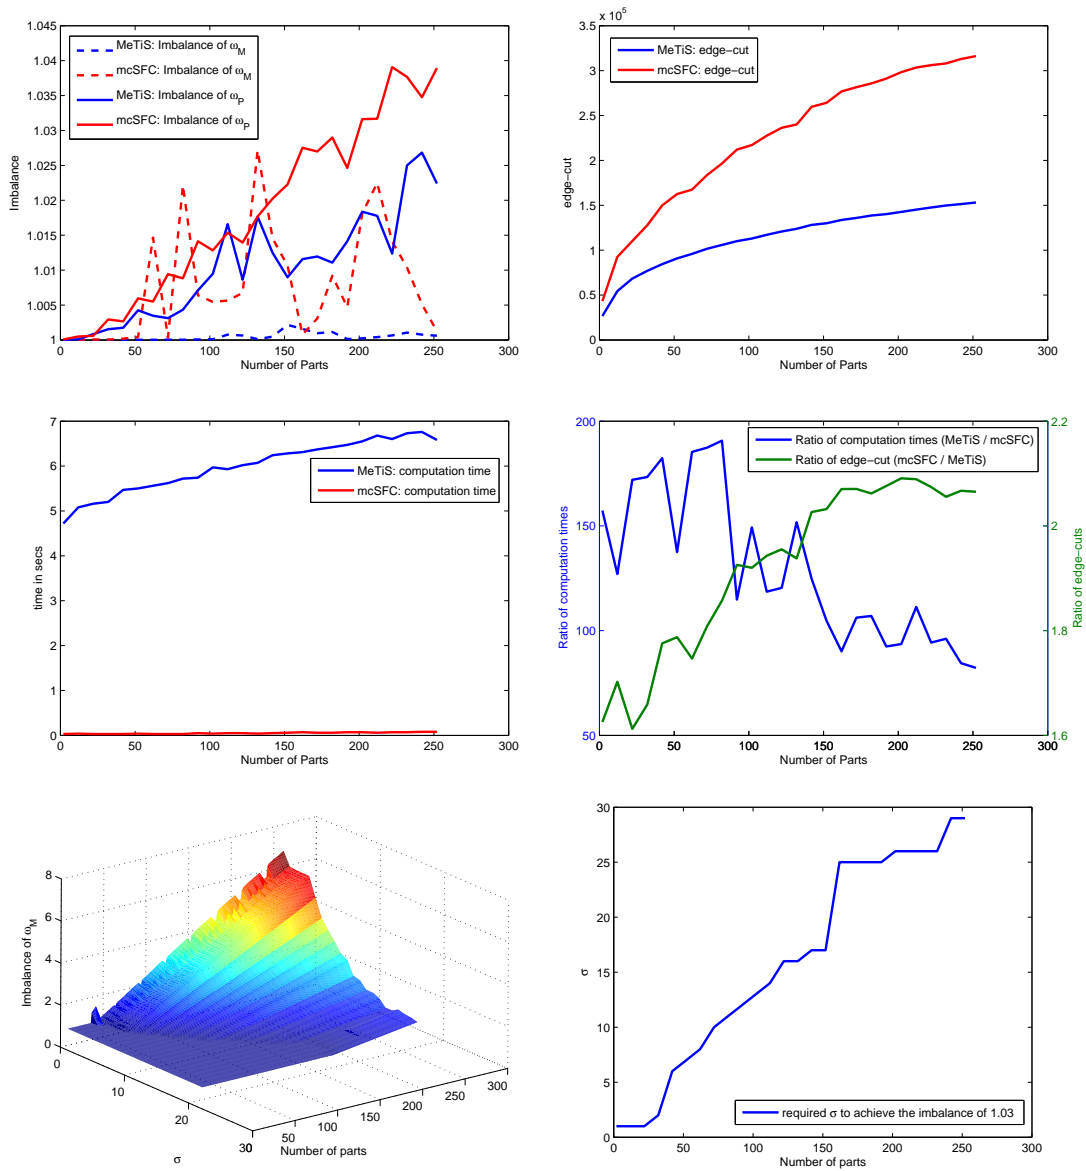 1.045
1.04
1.035
1.03
1.025
1.02
1.015
1.01
1.005
1
Imbalance
MeTiS: Imbalance of ω_M
mcSFC: Imbalance of ω_M
MeTiS: Imbalance of ω_P
mcSFC: Imbalance of ω_P
0 50 100 150 200 250 300
Number of Parts
x 10^5
3.5
3
2.5
2
1.5
1
0.5
0
edge−cut
MeTiS: edge−cut
mcSFC: edge−cut
0 50 100 150 200 250 300
Number of Parts
7
6
5
4
3
2
1
0
time in secs
MeTiS: computation time
mcSFC: computation time
0 50 100 150 200 250 300
Number of Parts
200
150
100
50
Ratio of computation times
Ratio of computation times (MeTiS / mcSFC)
Ratio of edge−cut (mcSFC / MeTiS)
2.2
2
1.8
1.6
Ratio of edge−cuts
0 50 100 150 200 250 300
Number of Parts
8
6
4
2
0
Imbalance of ω_M
0
10
20
30
σ
0
50
100
150
200
250
300
Number of parts
30
25
20
15
10
5
0
σ
required σ to achieve the imbalance of 1.03
0 50 100 150 200 250 300
Number of parts